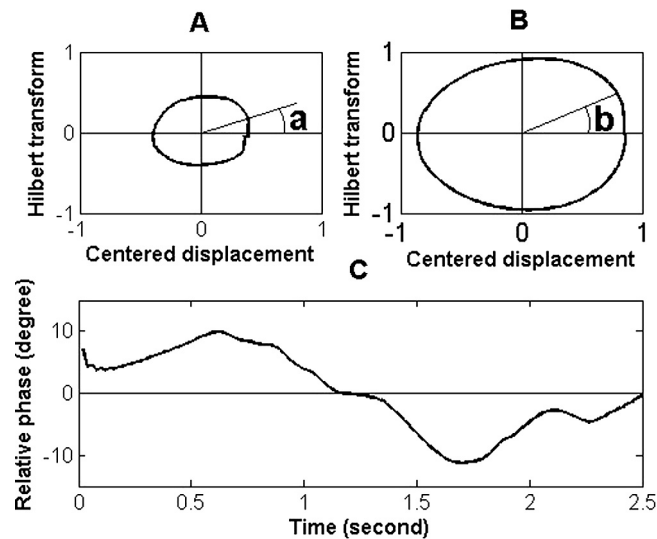 A
B
1
0
-1
Hilbert transform
a
-1
0
1
Centered displacement
1
0
-1
Hilbert transform
b
-1
0
1
Centered displacement
C
10
0
-10
Relative phase (degree)
0
0.5
1
1.5
2
2.5
Time (second)